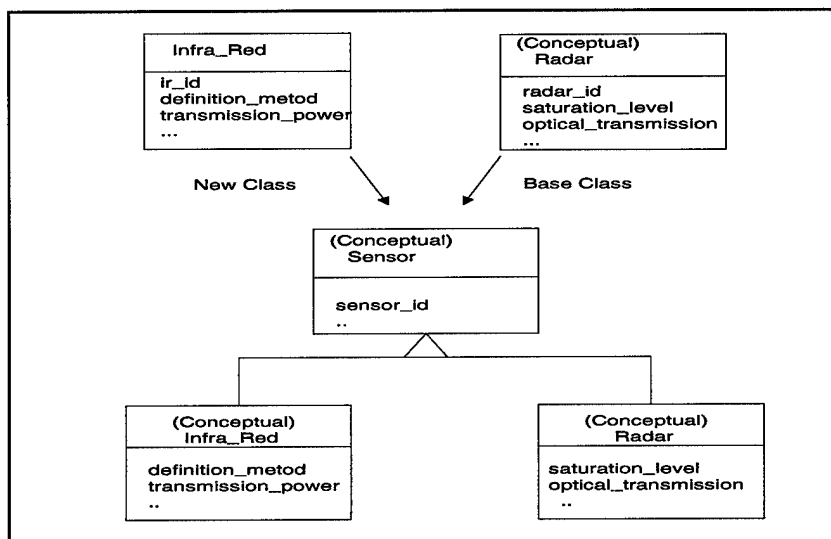 Infra_Red
ir_id
definition_metod
transmission_power
...
(Conceptual)
Radar
radar_id
saturation_level
optical_transmission
...
New Class
Base Class
(Conceptual)
Sensor
sensor_id
..
(Conceptual)
Infra_Red
definition_metod
transmission_power
..
(Conceptual)
Radar
saturation_level
optical_transmission
..